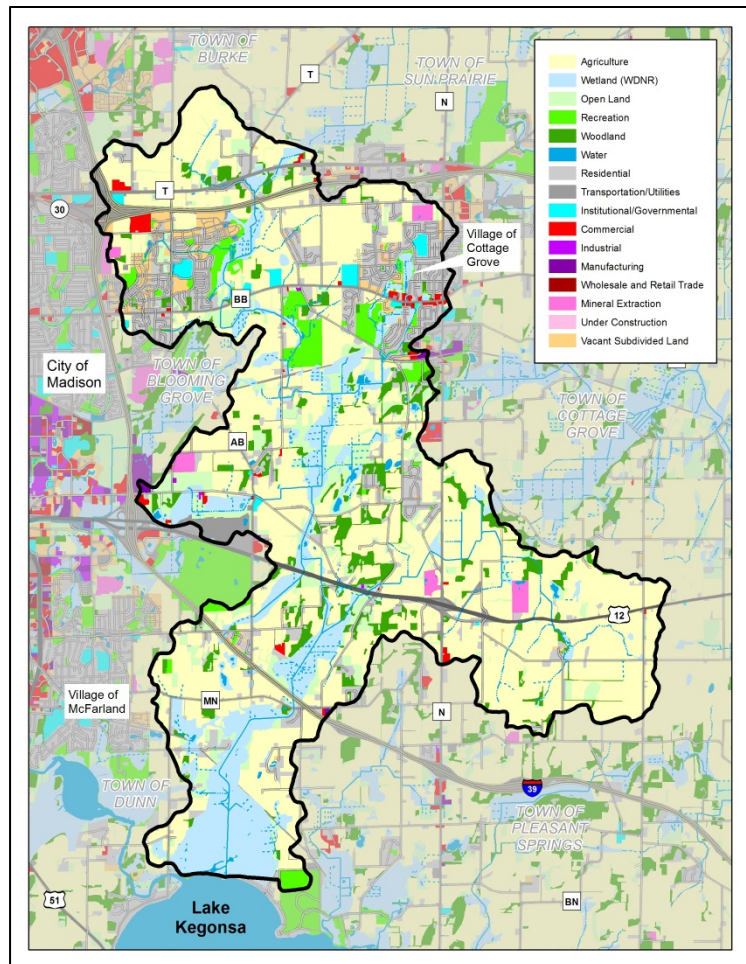 TOWN OF
BURKE
T
TOWN OF
SUN PRAIRIE
N
Agriculture
Wetland (WDNR)
Open Land
Recreation
Woodland
Water
Residential
Transportation/Utilities
Institutional/Governmental
Commercial
Industrial
Manufacturing
Wholesale and Retail Trade
Mineral Extraction
Under Construction
Vacant Subdivided Land
T
30
Village of
Cottage
Grove
BB
City of
Madison
TOWN OF
BLOOMING
GROVE
TOWN OF
COTTAGE
GROVE
AB
12
Village of
McFarland
MN
N
TOWN OF
DUNN
39
TOWN OF
PLEASANT
SPRINGS
51
Lake
Kegonsa
BN